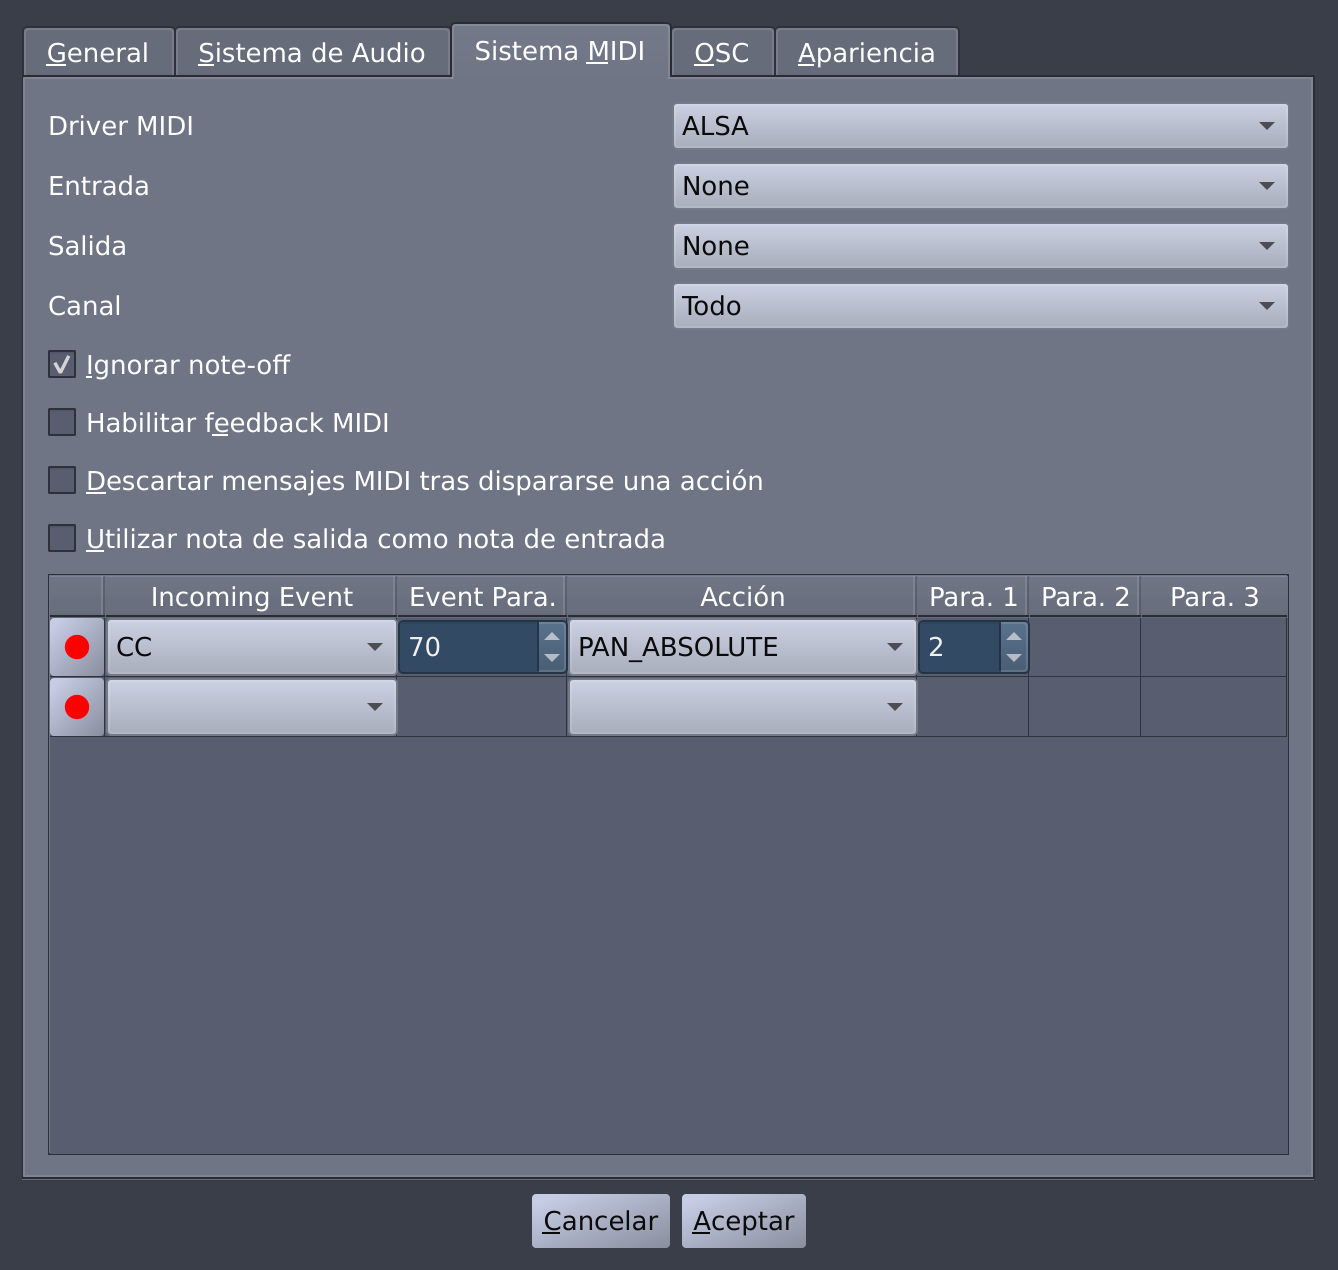 General Sistema de Audio Sistema MIDI OSC Apariencia
Driver MIDI ALSA
Entrada None
Salida None
Canal Todo
Ignorar note-off
Habilitar feedback MIDI
Descartar mensajes MIDI tras dispararse una acción
Utilizar nota de salida como nota de entrada
Incoming Event Event Para. Acción Para. 1 Para. 2 Para. 3
CC 70 PAN_ABSOLUTE 2
Cancelar Aceptar